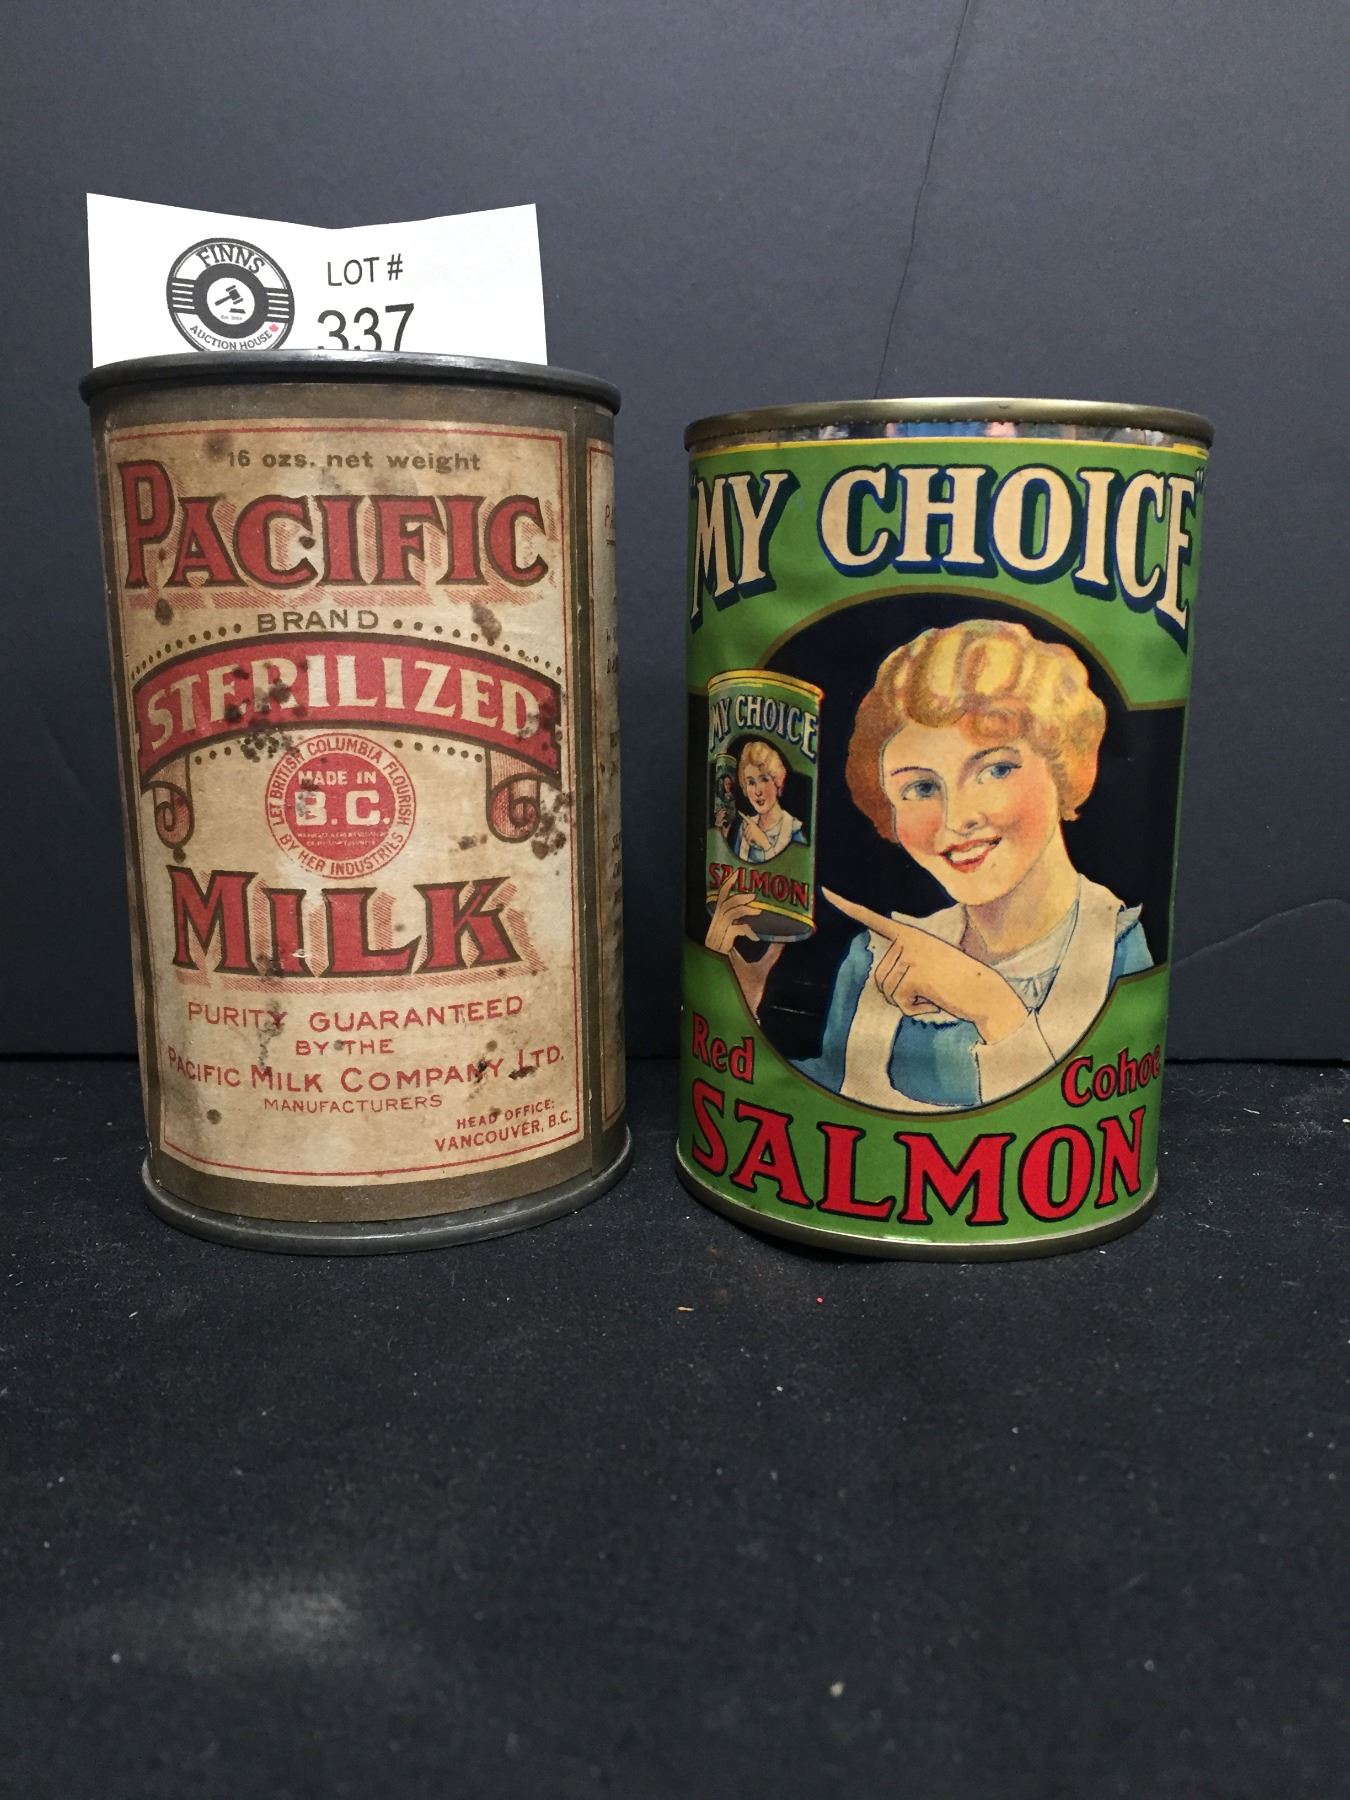 FINNS
AUCTION HOUSE
LOT #
337
16 ozs. net weight
PACIFIC
BRAND
STERILIZED
LET BRITISH COLUMBIA FLOURISH
MADE IN
B.C.
BY HER INDUSTRIES
MILK
PURITY GUARANTEED
BY THE
PACIFIC MILK COMPANY, LTD.
MANUFACTURERS
HEAD OFFICE:
VANCOUVER, B.C.
"MY CHOICE"
MY CHOICE
SALMON
Red
Cohoe
SALMON